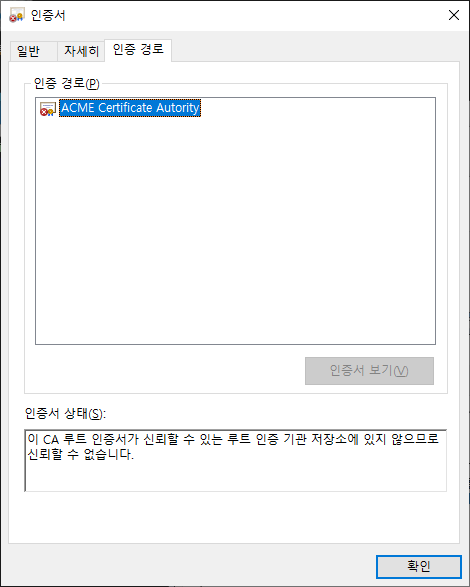 인증서
일반 자세히 인증 경로
인증 경로(P)
ACME Certificate Autority
인증서 보기(V)
인증서 상태(S):
이 CA 루트 인증서가 신뢰할 수 있는 루트 인증 기관 저장소에 있지 않으므로
신뢰할 수 없습니다.
확인